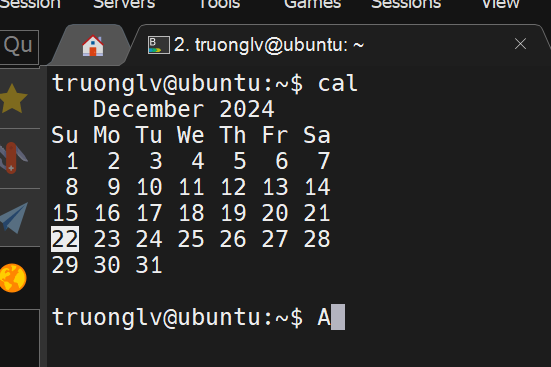 Session Servers Tools Games Sessions View
Qu
2. truonglv@ubuntu: ~
truonglv@ubuntu:~$ cal
December 2024
Su Mo Tu We Th Fr Sa
1 2 3 4 5 6 7
8 9 10 11 12 13 14
15 16 17 18 19 20 21
22 23 24 25 26 27 28
29 30 31
truonglv@ubuntu:~$ A